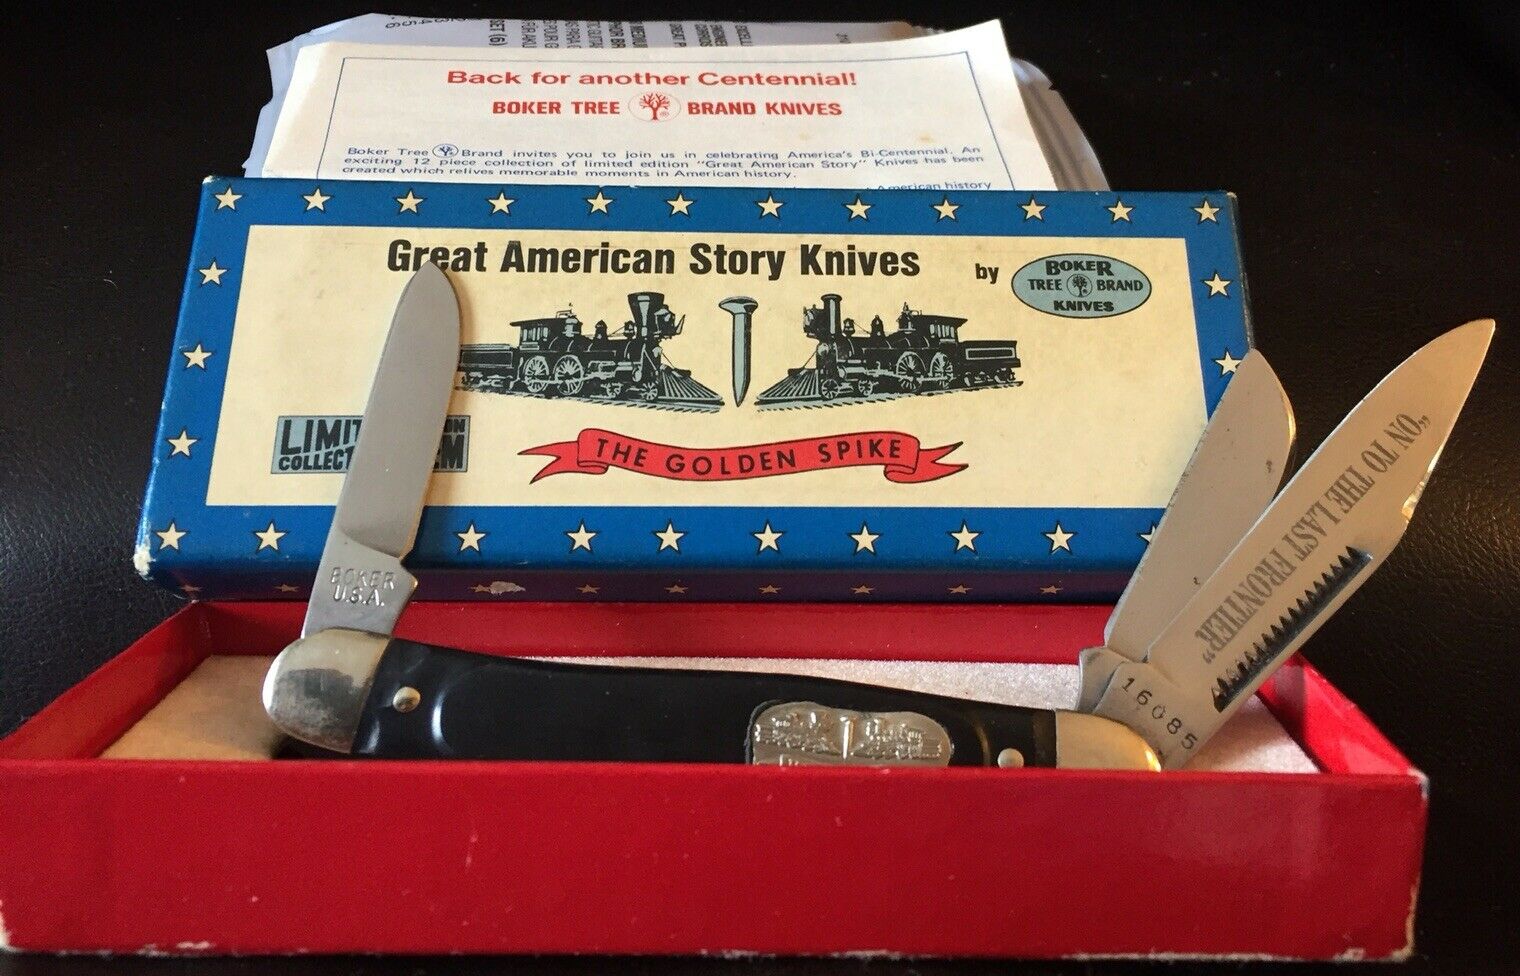 Back for another Centennial!
BOKER TREE BRAND KNIVES
Boker Tree Brand invites you to join us in celebrating America's Bi-Centennial. An
exciting 12 piece collection of limited edition "Great American Story" Knives has been
created which relives memorable moments in American history.
American history
Great American Story Knives by
BOKER
TREE BRAND
KNIVES
THE GOLDEN SPIKE
"ON TO THE LAST FRONTIER"
BOKER
U.S.A.
16085